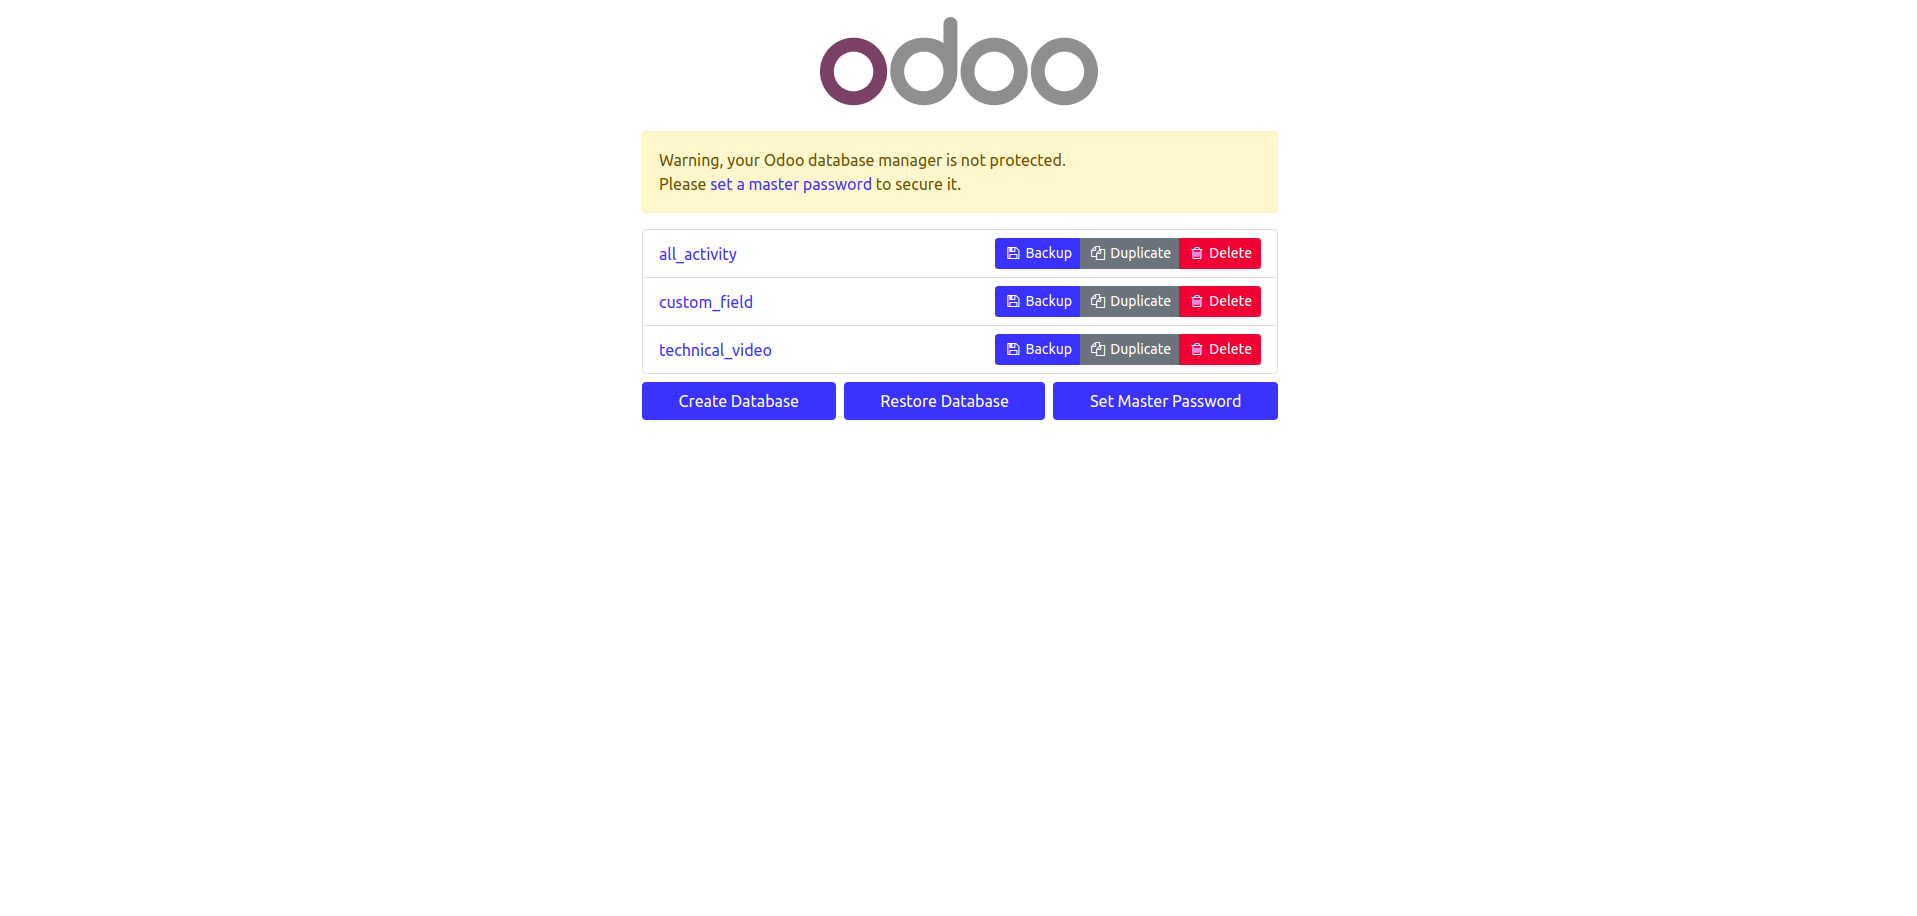 odoo
Warning, your Odoo database manager is not protected.
Please set a master password to secure it.
all_activity Backup Duplicate Delete
custom_field Backup Duplicate Delete
technical_video Backup Duplicate Delete
Create Database Restore Database Set Master Password